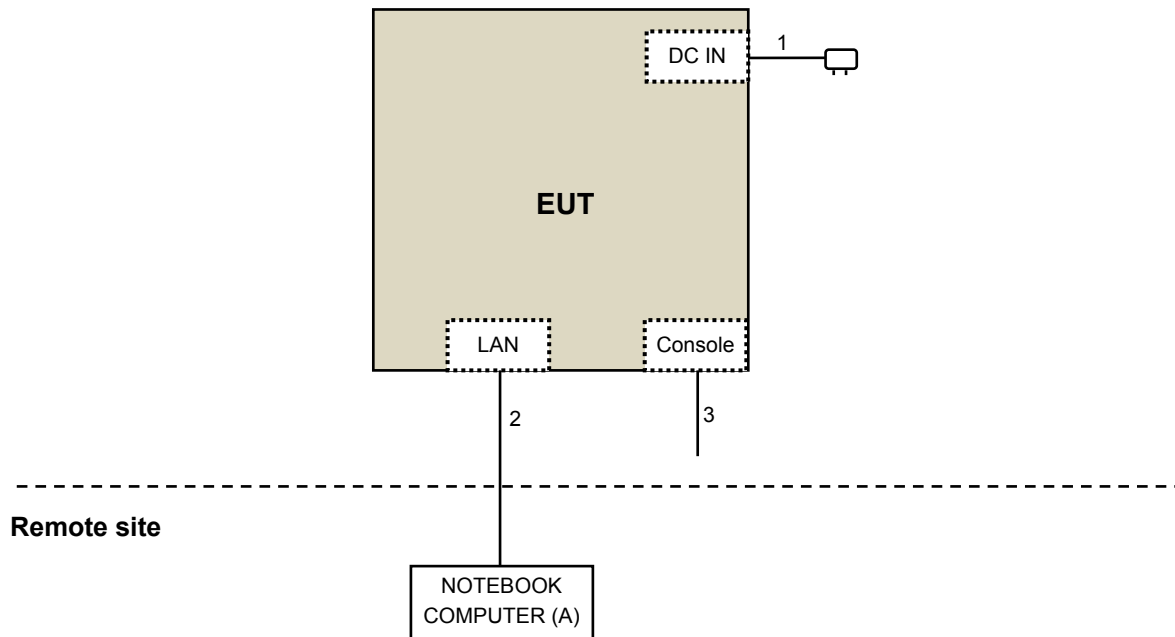 DC IN
1
EUT
LAN
Console
2
3
Remote site
NOTEBOOK
COMPUTER (A)